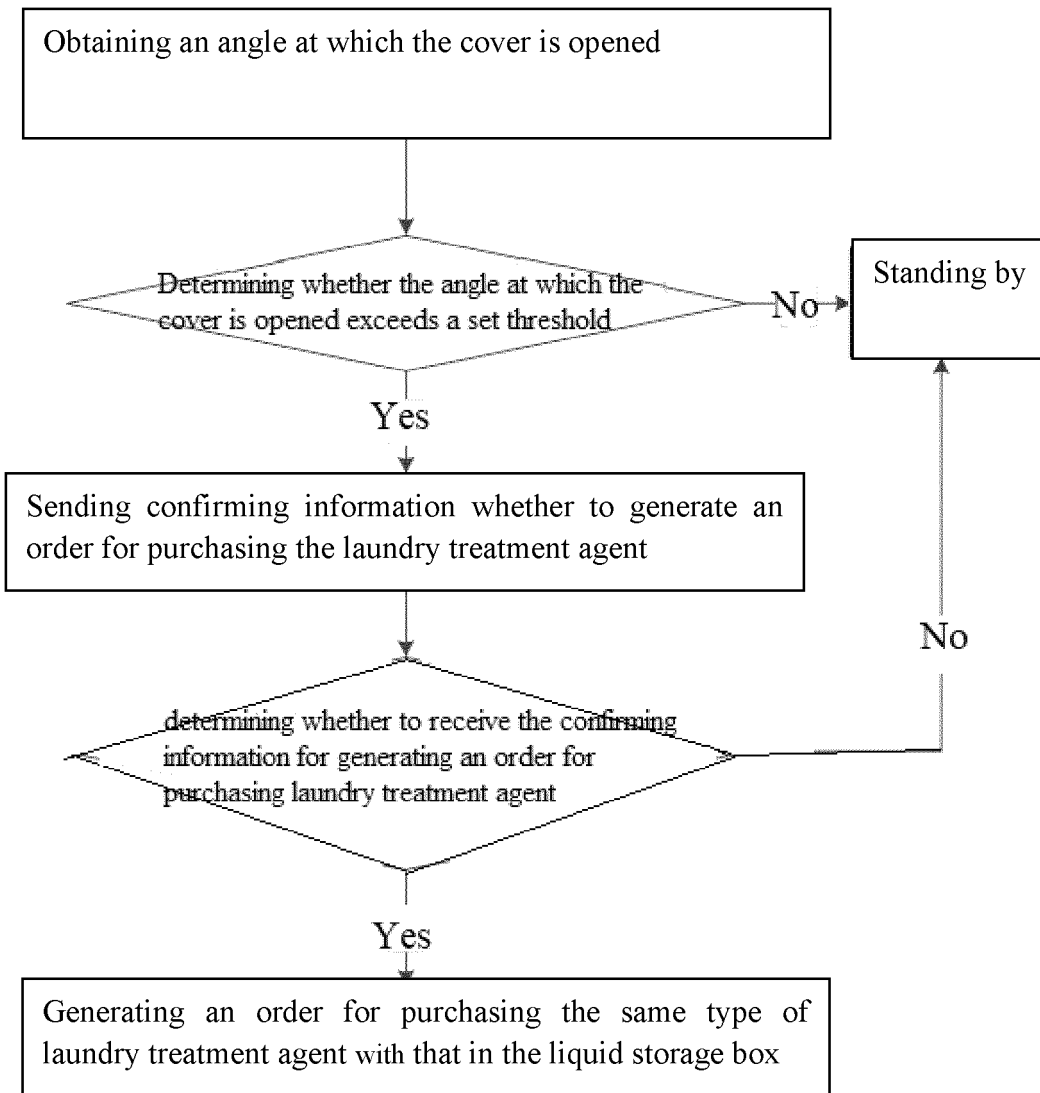 Obtaining an angle at which the cover is opened
Determining whether the angle at which the
cover is opened exceeds a set threshold
No
Standing by
Yes
Sending confirming information whether to generate an
order for purchasing the laundry treatment agent
No
determining whether to receive the confirming
information for generating an order for
purchasing laundry treatment agent
Yes
Generating an order for purchasing the same type of
laundry treatment agent with that in the liquid storage box